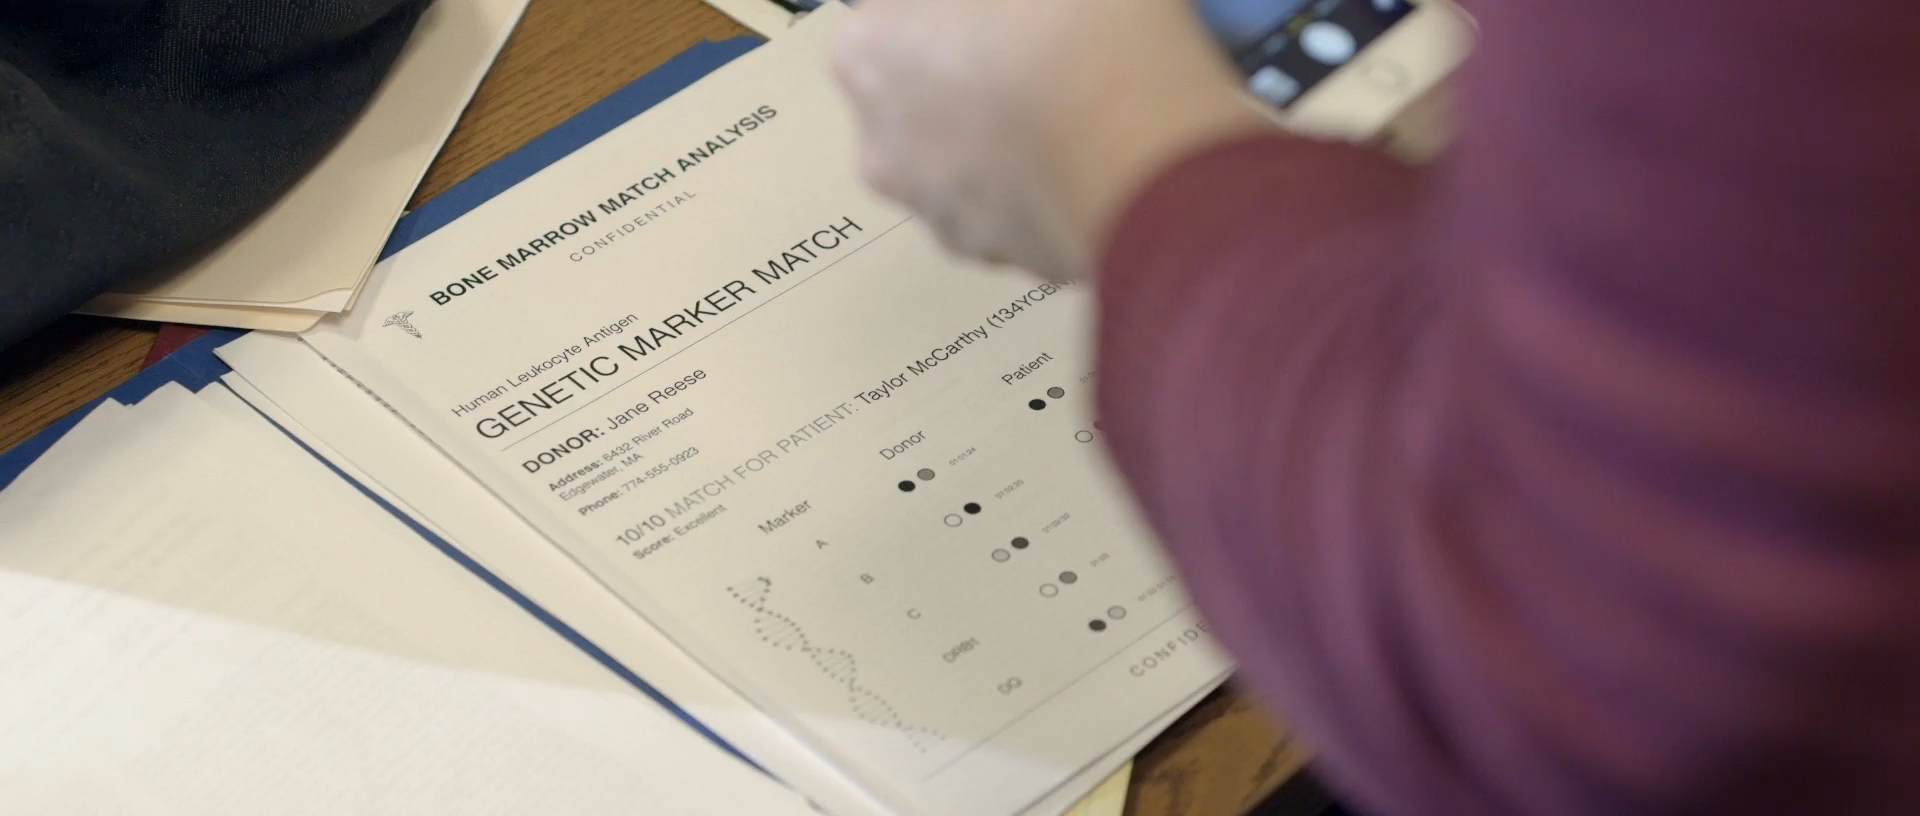 BONE MARROW MATCH ANALYSIS
CONFIDENTIAL
Human Leukocyte Antigen
GENETIC MARKER MATCH
DONOR: Jane Reese
Address: 6432 River Road
Edgewater, MA
Phone: 774-555-0923
10/10 MATCH FOR PATIENT: Taylor McCarthy (134YCB
Score: Excellent
Marker Donor Patient
A
B
C
DRB1
DQ
CONFIDE